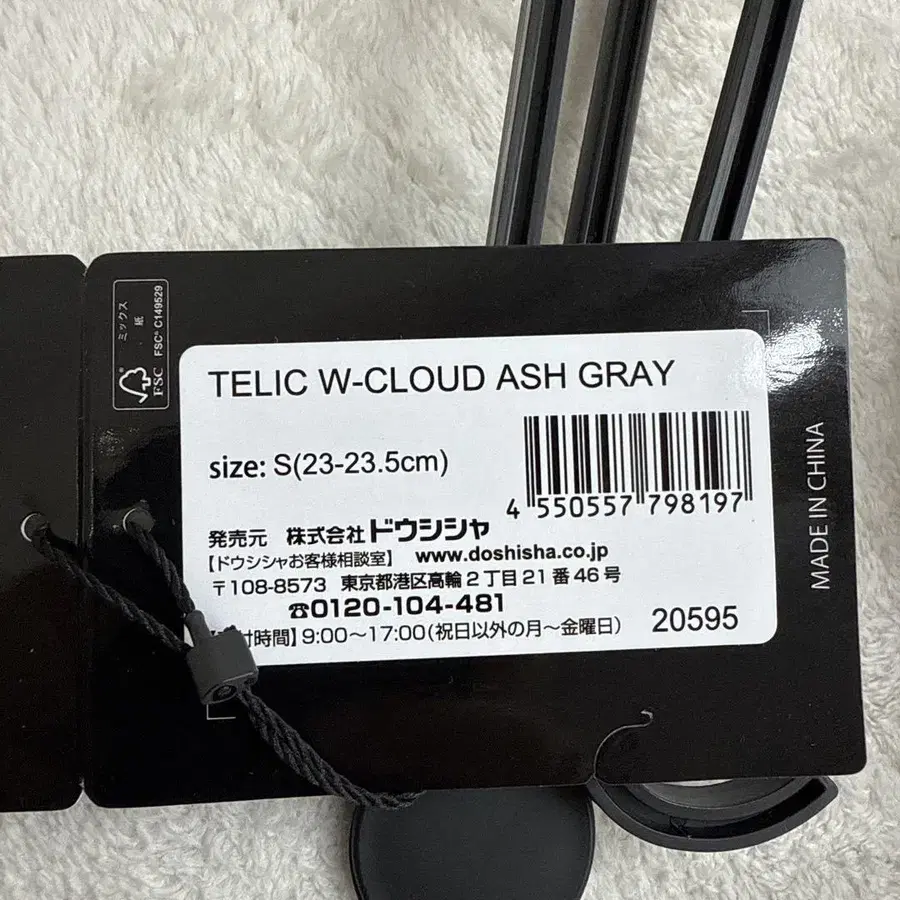 ミックス
紙
FSC® C149529
FSC
TELIC W-CLOUD ASH GRAY
size: S(23-23.5cm)
4 550557 798197
発売元 株式会社ドウシシャ
【ドウシシャお客様相談室】 www.doshisha.co.jp
〒108-8573 東京都港区高輪2丁目21番46号
☎0120-104-481
時間】9:00～17:00(祝日以外の月～金曜日) 20595
MADE IN CHINA